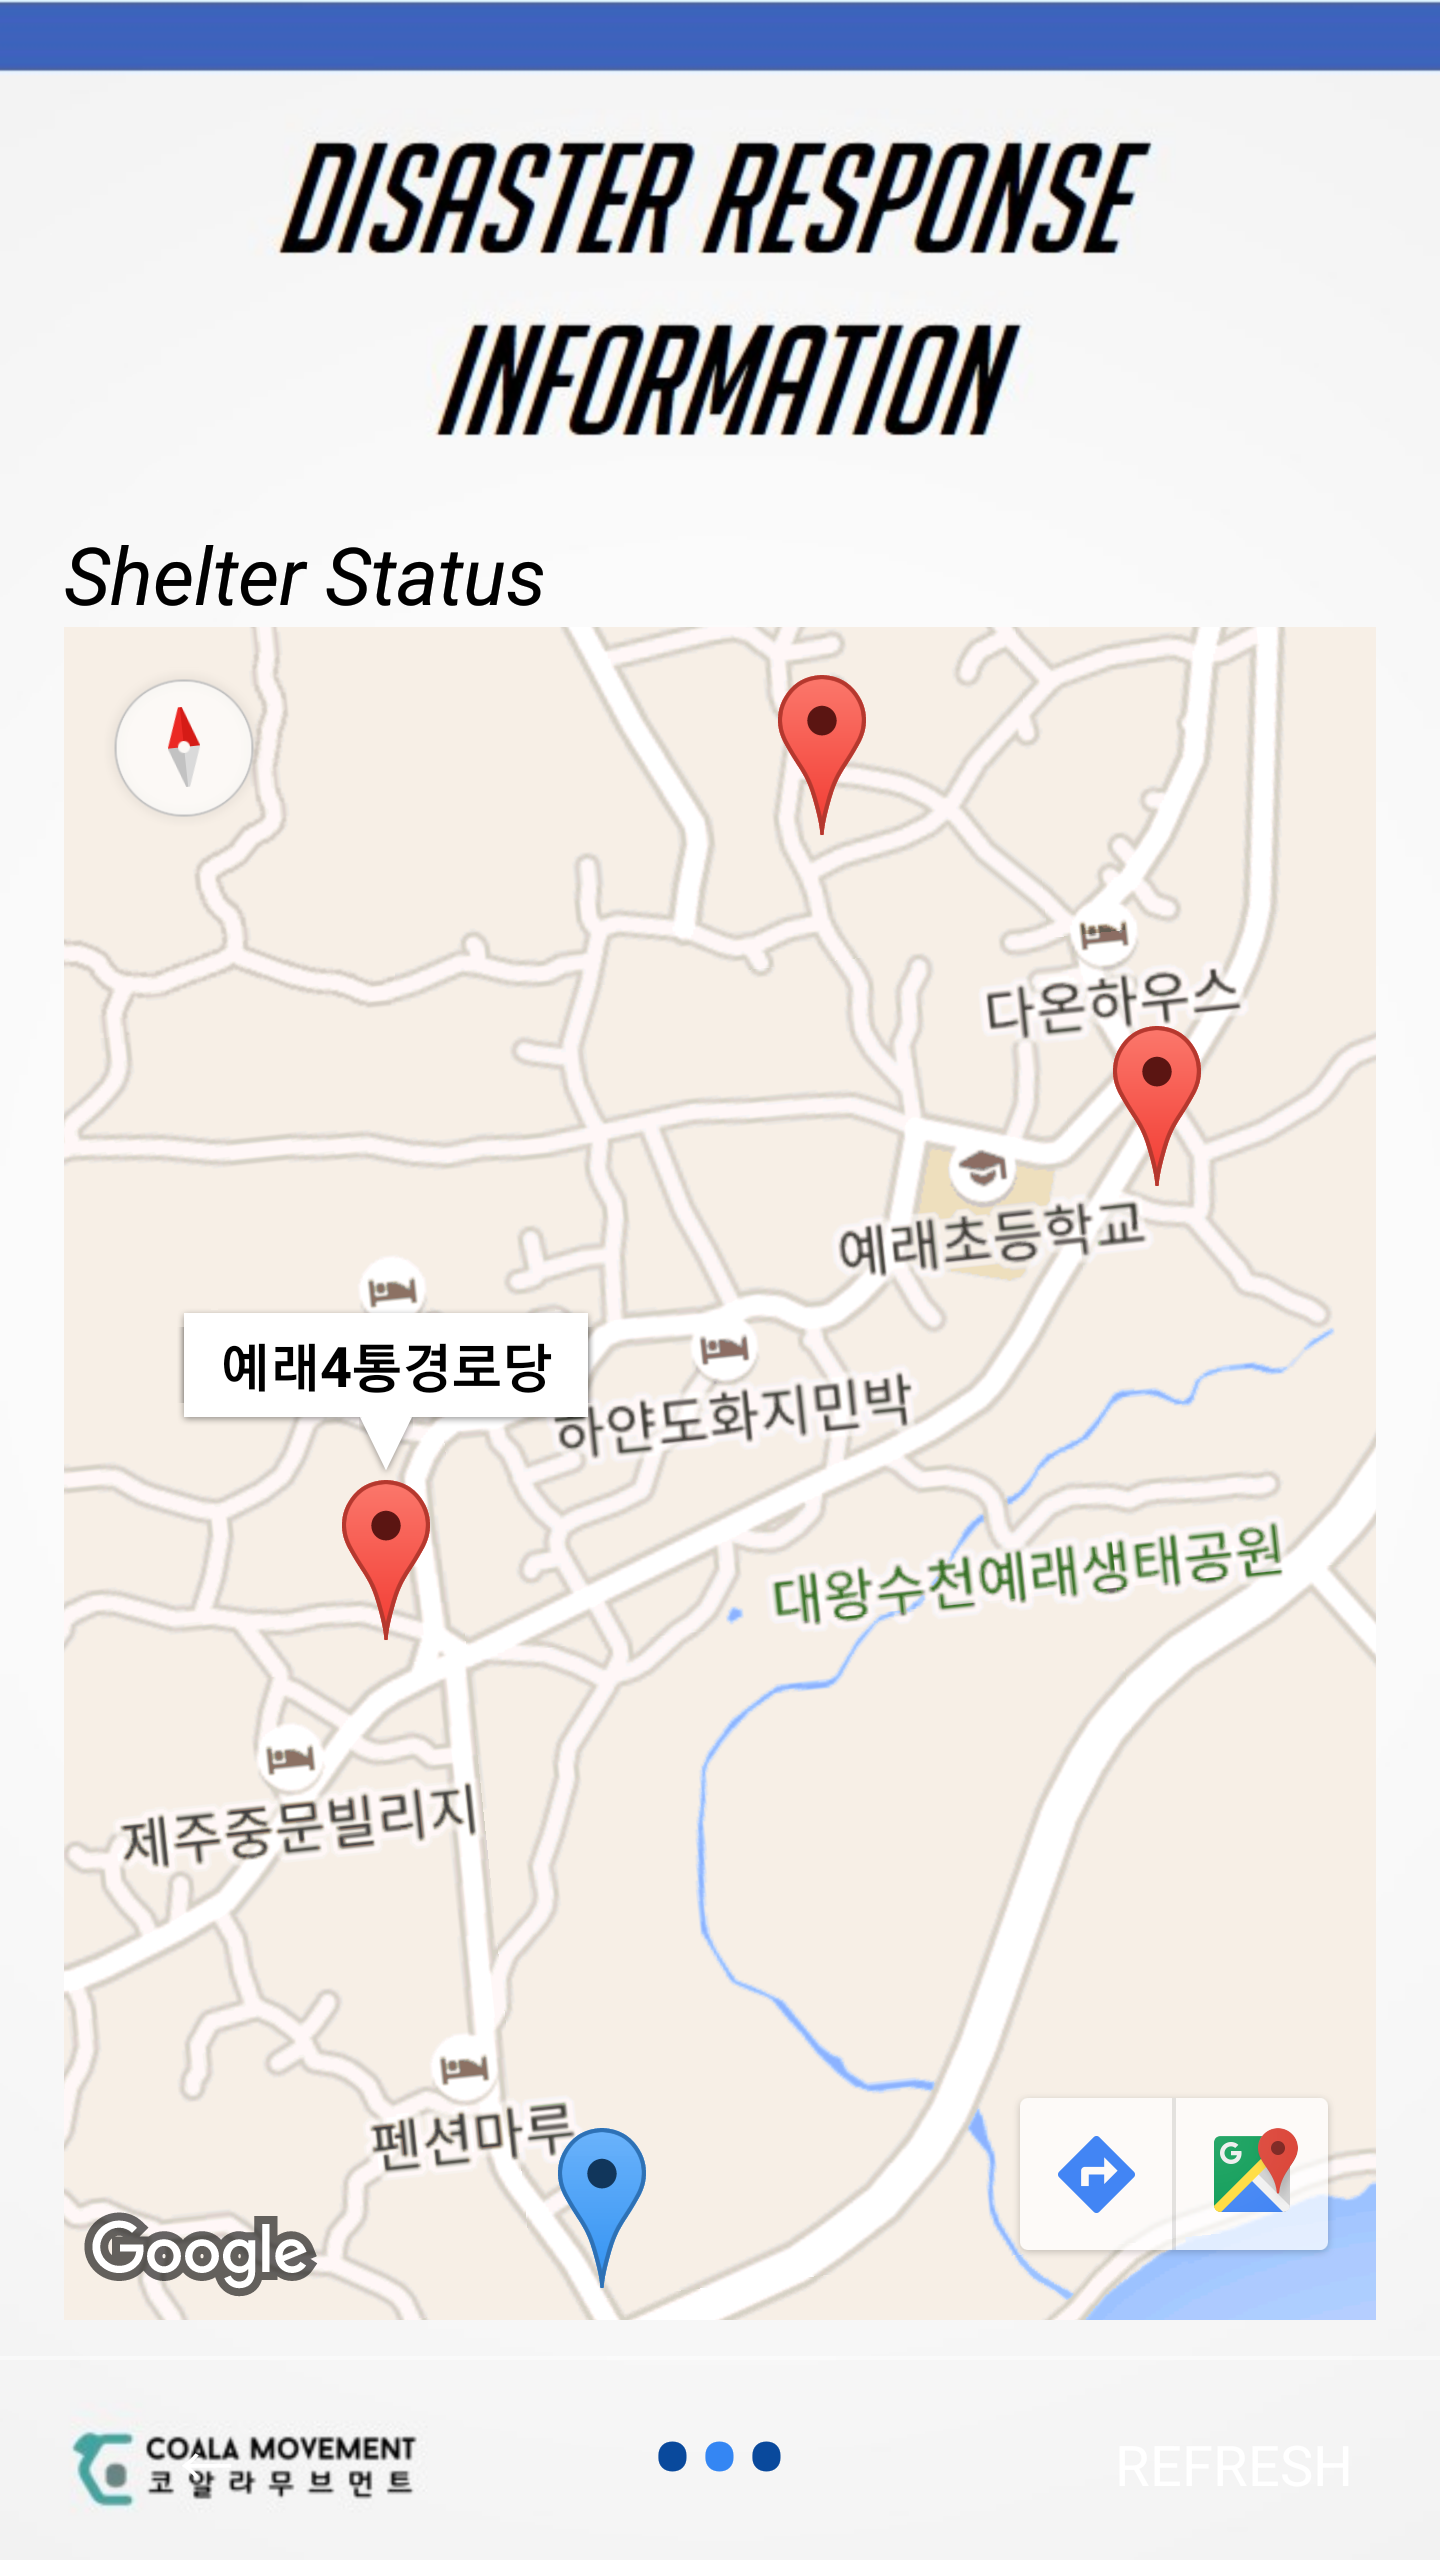 DISASTER RESPONSE
INFORMATION
Shelter Status
다온하우스
예래초등학교
예래4통경로당
하얀도화지민박
대왕수천예래생태공원
제주중문빌리지
펜션마루
Google
G
COALA MOVEMENT
코알라무브먼트
REFRESH